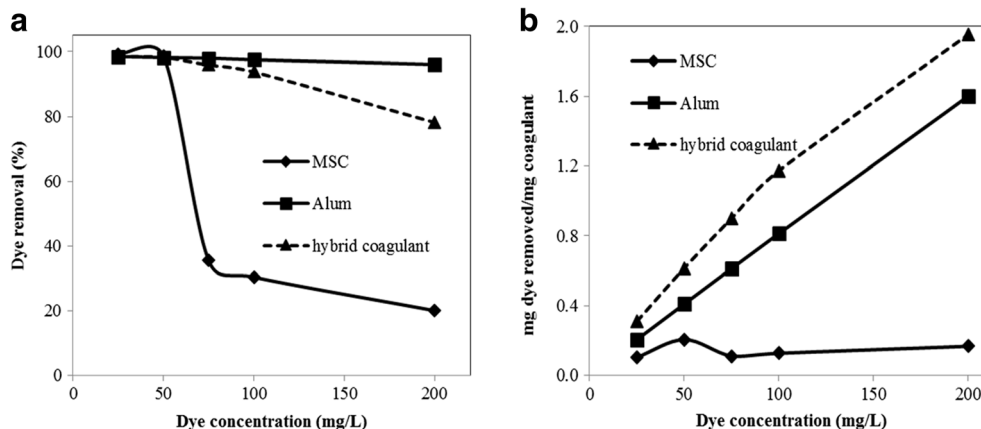 a
Dye removal (%)
100
80
60
40
20
0
MSC
Alum
hybrid coagulant
0
50
100
150
200
Dye concentration (mg/L)
b
mg dye removed/mg coagulant
2.0
1.6
1.2
0.8
0.4
0.0
MSC
Alum
hybrid coagulant
0
50
100
150
200
Dye concentration (mg/L)